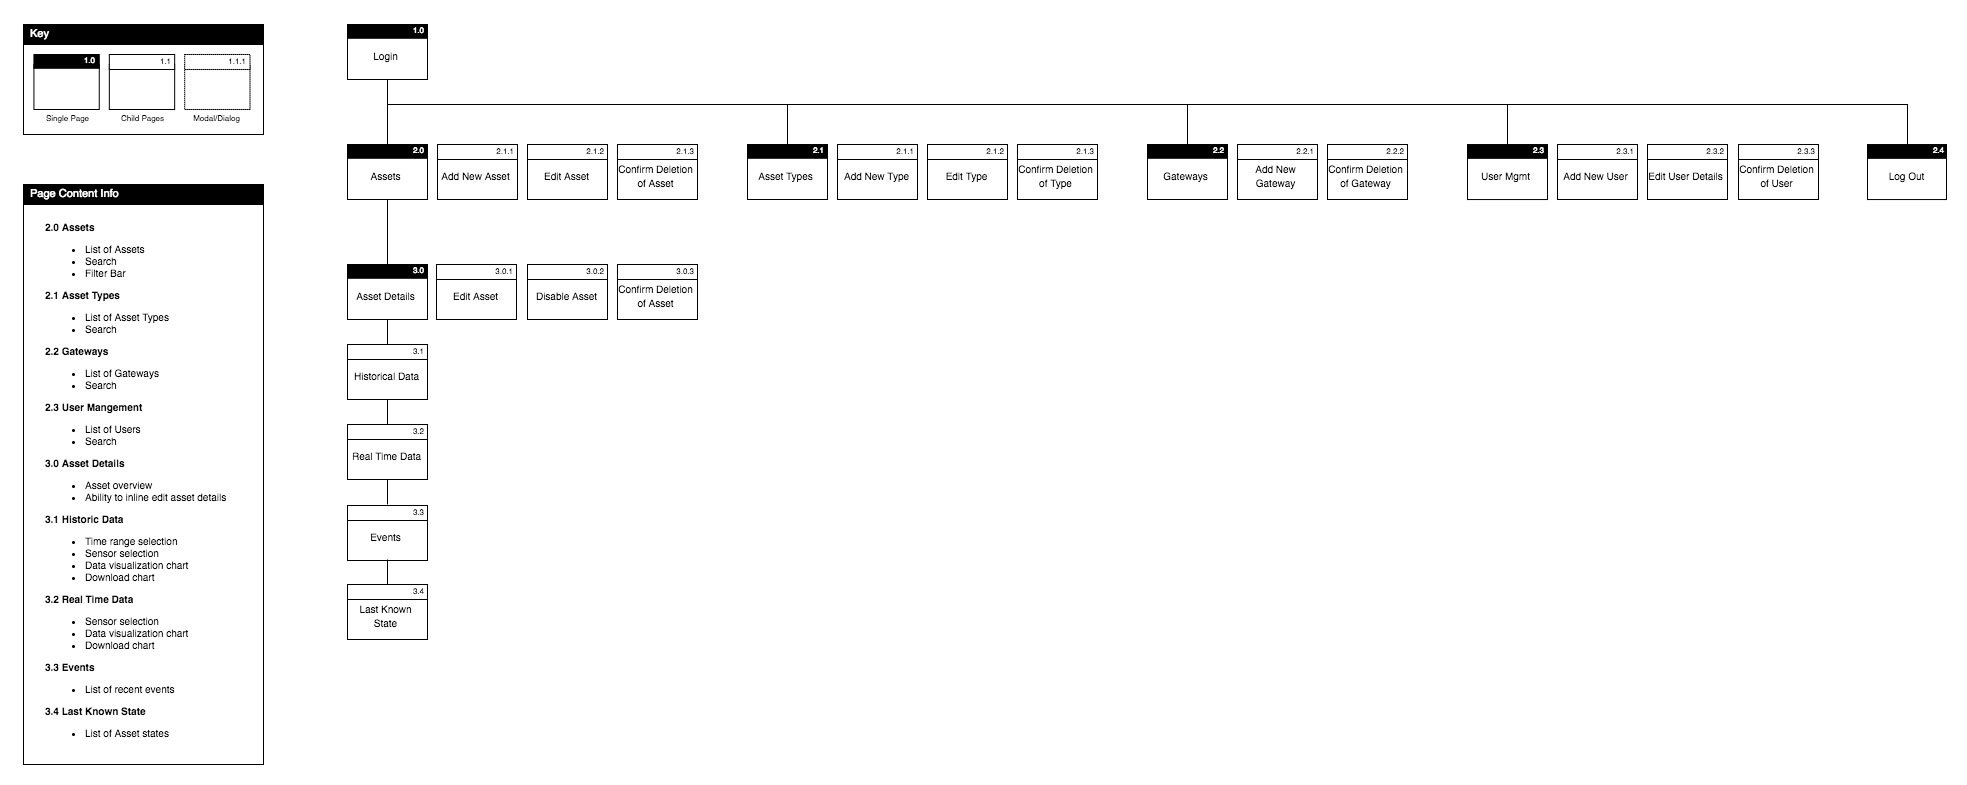 Key
1.0
1.1
1.1.1
Single Page
Child Pages
Modal/Dialog
Page Content Info
2.0 Assets
• List of Assets
• Search
• Filter Bar
2.1 Asset Types
• List of Asset Types
• Search
2.2 Gateways
• List of Gateways
• Search
2.3 User Mangement
• List of Users
• Search
3.0 Asset Details
• Asset overview
• Ability to inline edit asset details
3.1 Historic Data
• Time range selection
• Sensor selection
• Data visualization chart
• Download chart
3.2 Real Time Data
• Sensor selection
• Data visualization chart
• Download chart
3.3 Events
• List of recent events
3.4 Last Known State
• List of Asset states
1.0
Login
2.0
Assets
2.1.1
Add New Asset
2.1.2
Edit Asset
2.1.3
Confirm Deletion
of Asset
2.1
Asset Types
2.1.1
Add New Type
2.1.2
Edit Type
2.1.3
Confirm Deletion
of Type
2.2
Gateways
2.2.1
Add New
Gateway
2.2.2
Confirm Deletion
of Gateway
2.3
User Mgmt
2.3.1
Add New User
2.3.2
Edit User Details
2.3.3
Confirm Deletion
of User
2.4
Log Out
3.0
Asset Details
3.0.1
Edit Asset
3.0.2
Disable Asset
3.0.3
Confirm Deletion
of Asset
3.1
Historical Data
3.2
Real Time Data
3.3
Events
3.4
Last Known
State